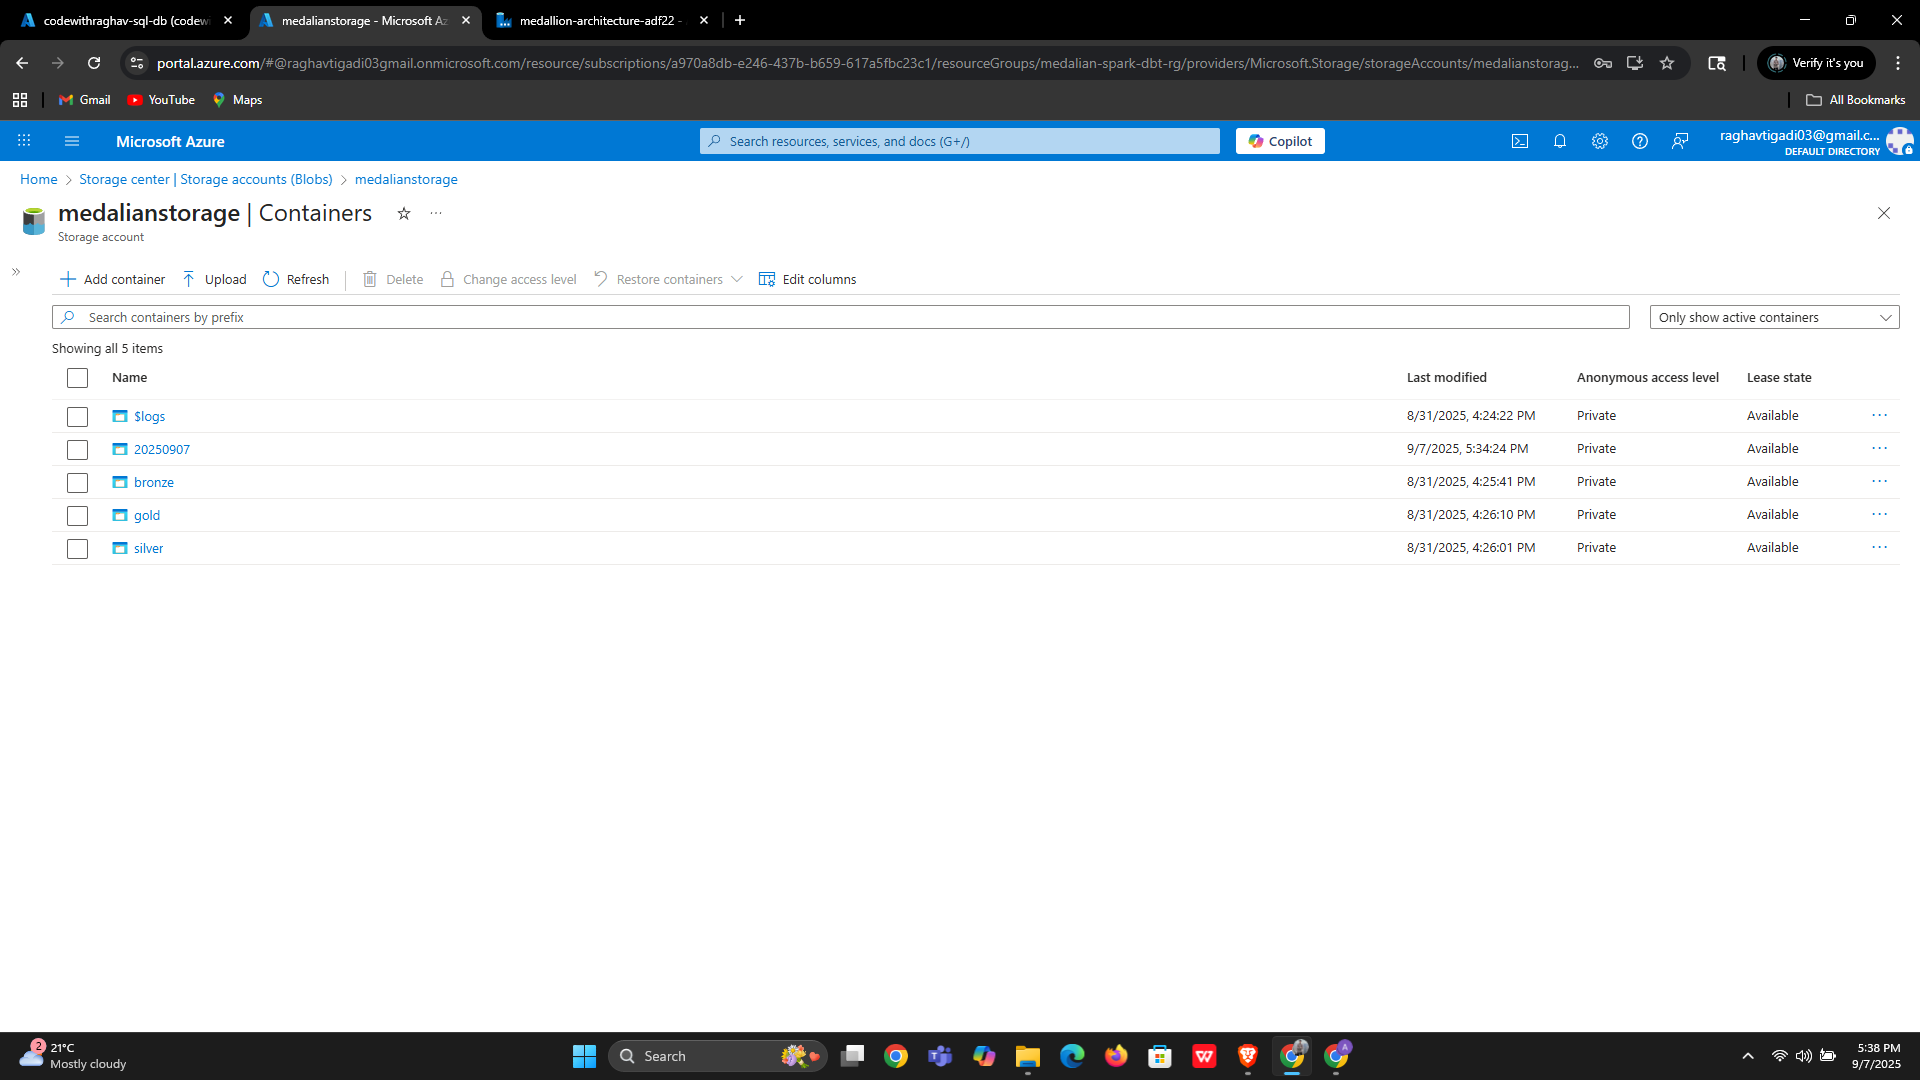 codewithraghav-sql-db (codewi
medalianstorage - Microsoft Az
medallion-architecture-adf22 -
portal.azure.com/#@raghavtigadi03gmail.onmicrosoft.com/resource/subscriptions/a970a8db-e246-437b-b659-617a5fbc23c1/resourceGroups/medalian-spark-dbt-rg/providers/Microsoft.Storage/storageAccounts/medalianstorag...
Verify it's you
Gmail
YouTube
Maps
All Bookmarks
Microsoft Azure
Search resources, services, and docs (G+/)
Copilot
raghavtigadi03@gmail.c...
DEFAULT DIRECTORY
Home > Storage center | Storage accounts (Blobs) > medalianstorage
medalianstorage | Containers
Storage account
Add container
Upload
Refresh
Delete
Change access level
Restore containers
Edit columns
Search containers by prefix
Only show active containers
Showing all 5 items
Name Last modified Anonymous access level Lease state
$logs 8/31/2025, 4:24:22 PM Private Available
20250907 9/7/2025, 5:34:24 PM Private Available
bronze 8/31/2025, 4:25:41 PM Private Available
gold 8/31/2025, 4:26:10 PM Private Available
silver 8/31/2025, 4:26:01 PM Private Available
2
21°C
Mostly cloudy
Search
A
5:38 PM
9/7/2025